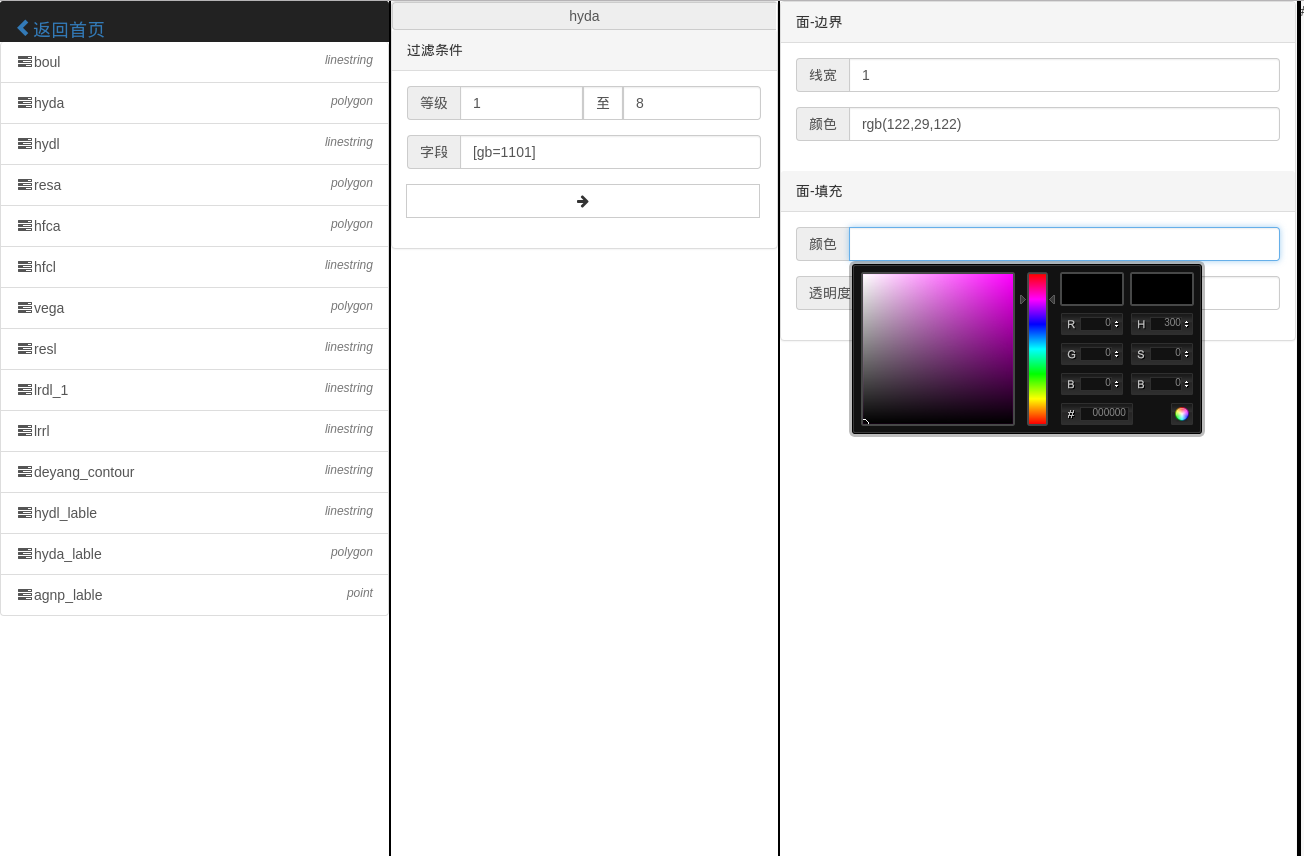 返回首页
boul linestring
hyda polygon
hydl linestring
resa polygon
hfca polygon
hfcl linestring
vega polygon
resl linestring
lrdl_1 linestring
lrrl linestring
deyang_contour linestring
hydl_lable linestring
hyda_lable polygon
agnp_lable point
hyda
过滤条件
等级 1 至 8
字段 [gb=1101]
面-边界
线宽 1
颜色 rgb(122,29,122)
面-填充
颜色
透明度
R 0 H 300
G 0 S 0
B 0 B 0
# 000000